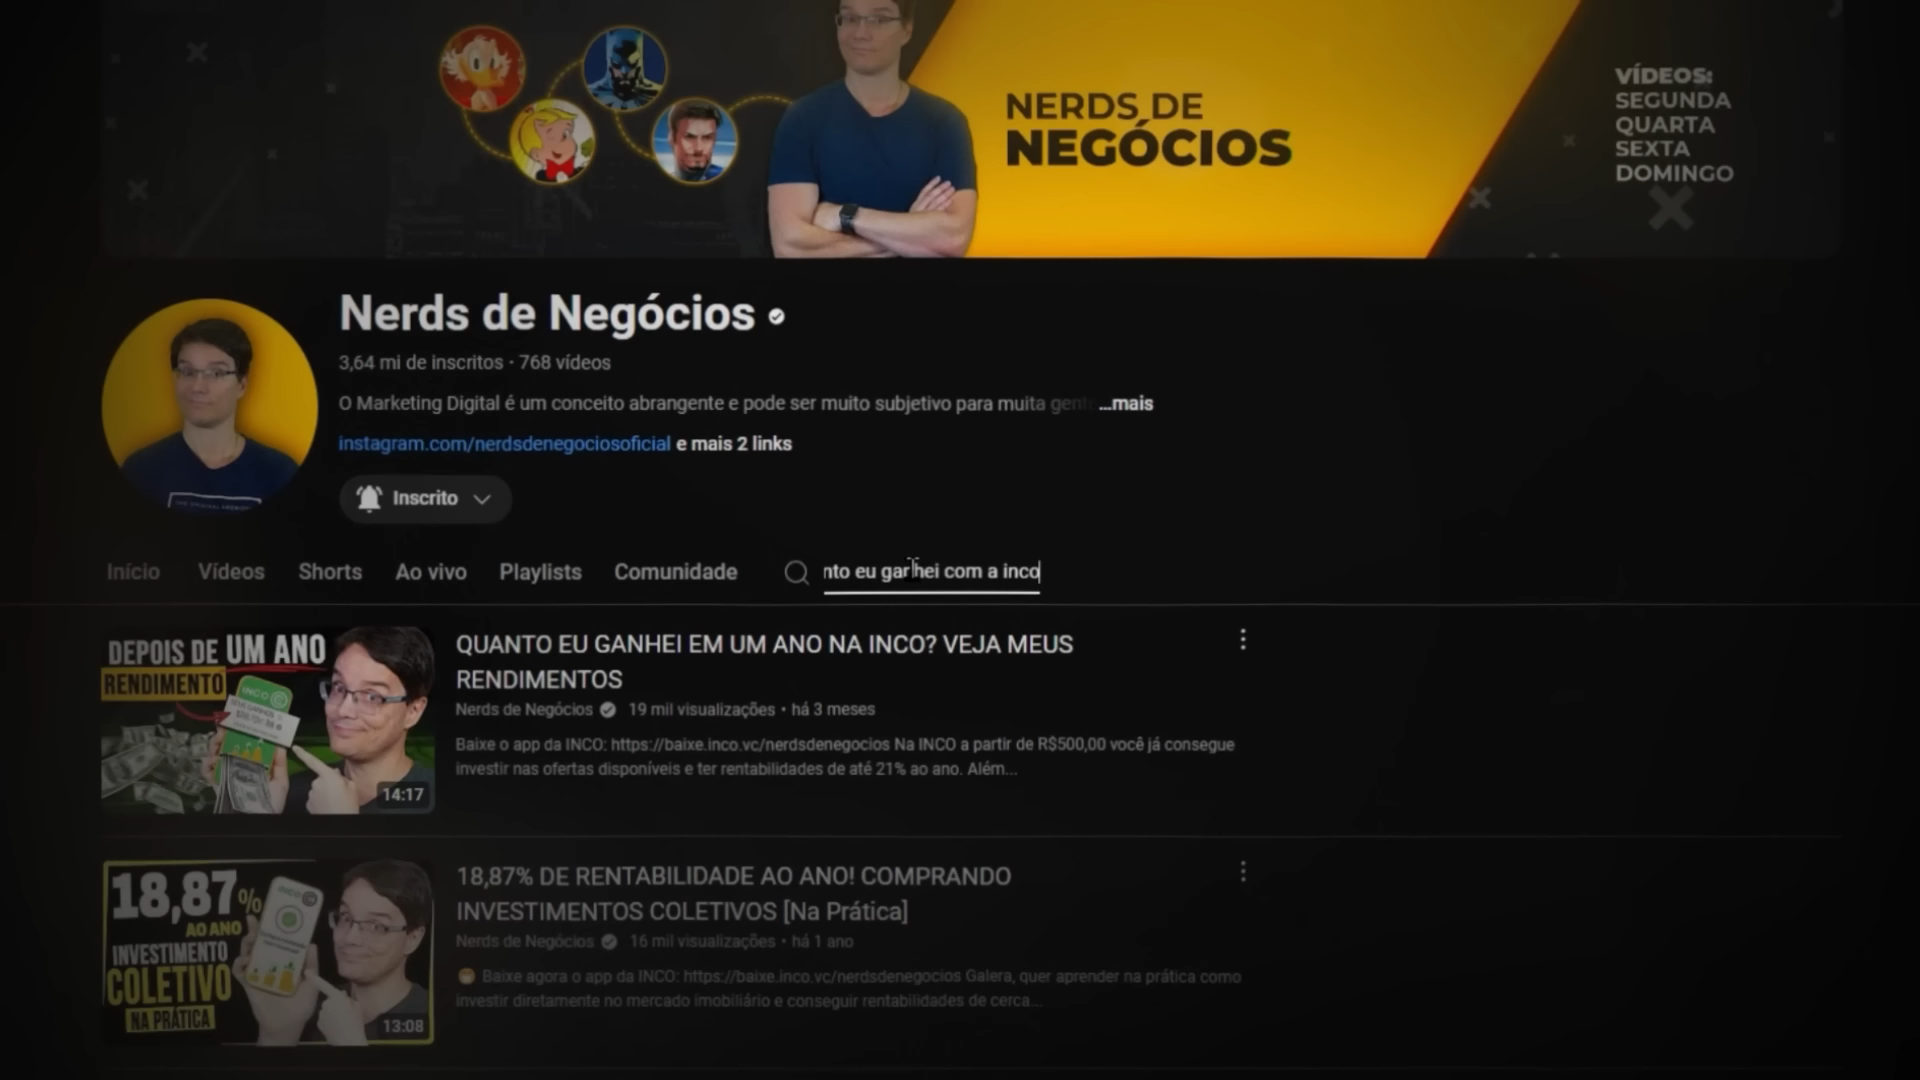 NERDS DE
NEGÓCIOS
VÍDEOS:
SEGUNDA
QUARTA
SEXTA
DOMINGO
Nerds de Negócios
3,64 mi de inscritos · 768 vídeos
O Marketing Digital é um conceito abrangente e pode ser muito subjetivo para muita gent ...mais
instagram.com/nerdsdenegociosoficial e mais 2 links
Inscrito
Início Vídeos Shorts Ao vivo Playlists Comunidade nto eu ganhei com a inco
DEPOIS DE UM ANO
RENDIMENTO
INCO
14:17
QUANTO EU GANHEI EM UM ANO NA INCO? VEJA MEUS
RENDIMENTOS
Nerds de Negócios 19 mil visualizações • há 3 meses
Baixe o app da INCO: https://baixe.inco.vc/nerdsdenegocios Na INCO a partir de R$500,00 você já consegue
investir nas ofertas disponíveis e ter rentabilidades de até 21% ao ano. Além...
18,87%
AO ANO
INVESTIMENTO
COLETIVO
NA PRÁTICA
13:08
18,87% DE RENTABILIDADE AO ANO! COMPRANDO
INVESTIMENTOS COLETIVOS [Na Prática]
Nerds de Negócios 16 mil visualizações • há 1 ano
Baixe agora o app da INCO: https://baixe.inco.vc/nerdsdenegocios Galera, quer aprender na prática como
investir diretamente no mercado imobiliário e conseguir rentabilidades de cerca...